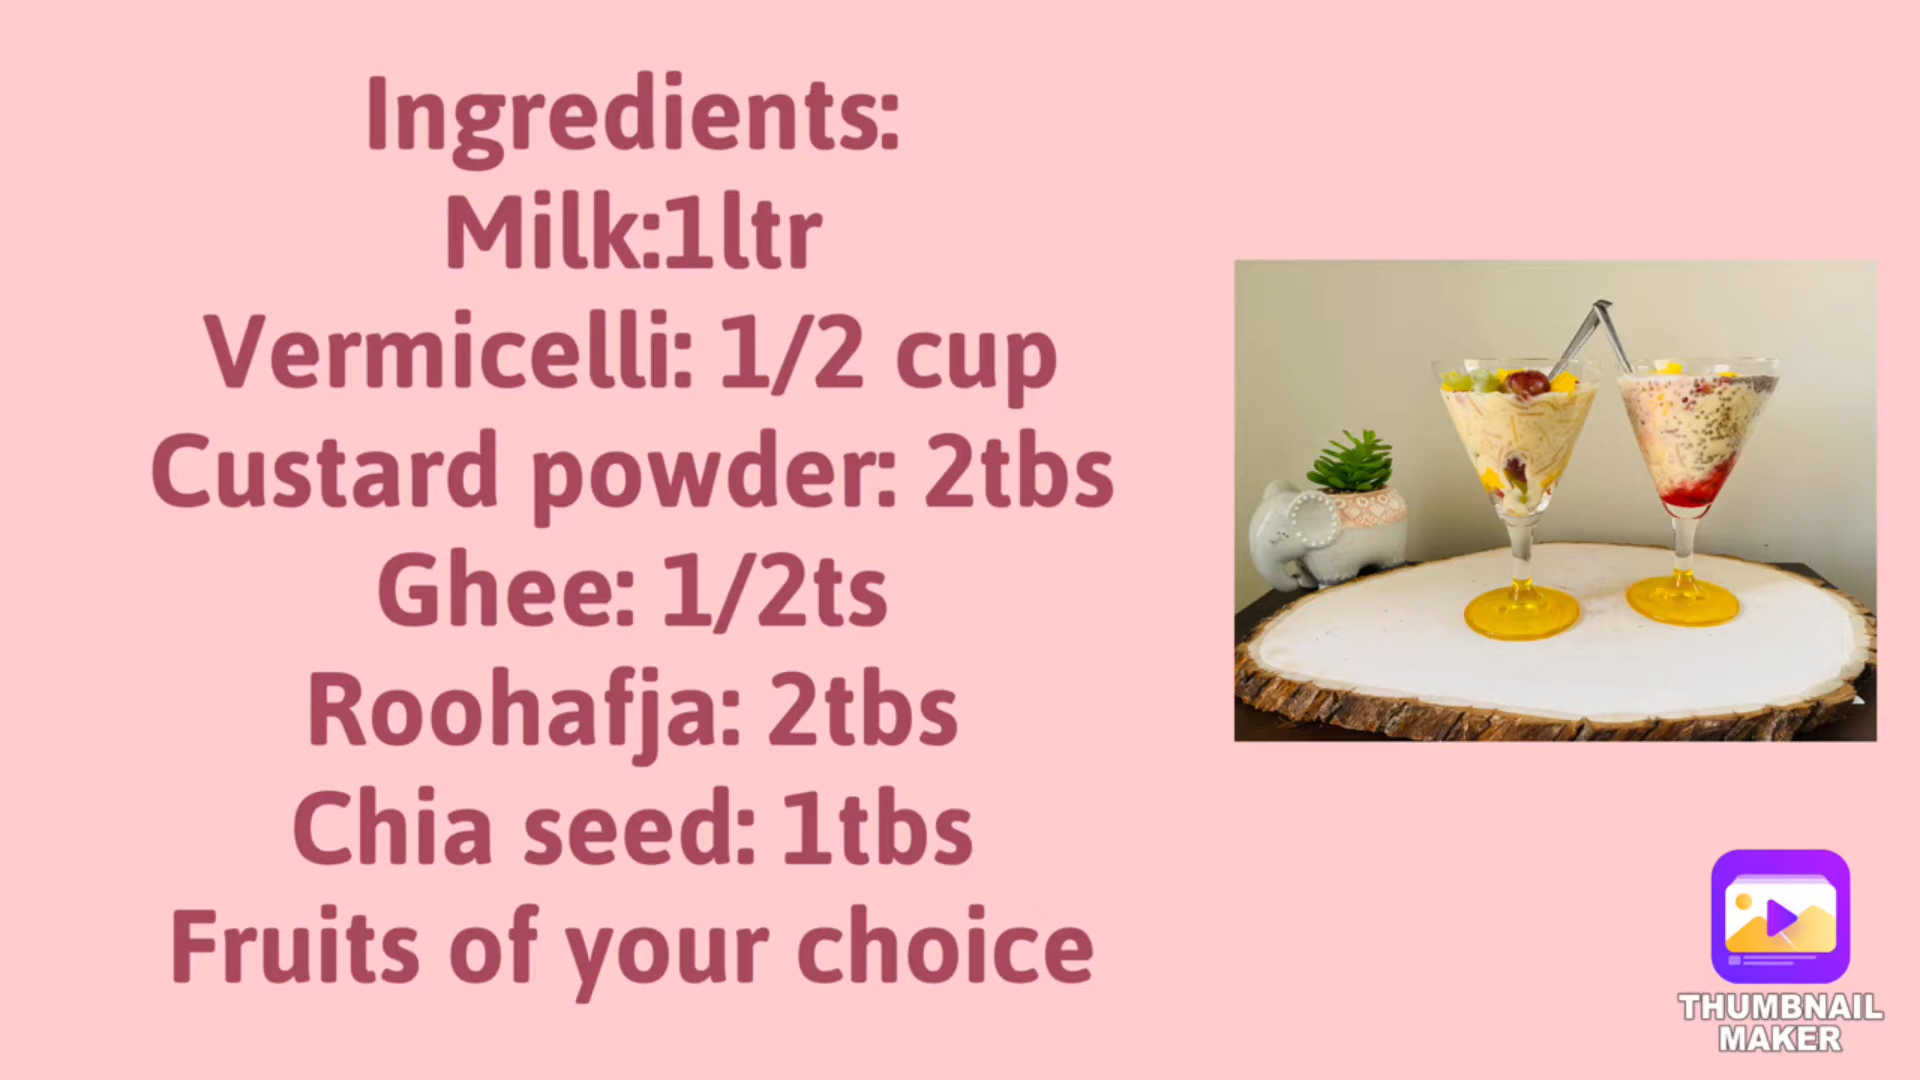 Ingredients:
Milk:1ltr
Vermicelli: 1/2 cup
Custard powder: 2tbs
Ghee: 1/2ts
Roohafja: 2tbs
Chia seed: 1tbs
Fruits of your choice
THUMBNAIL
MAKER